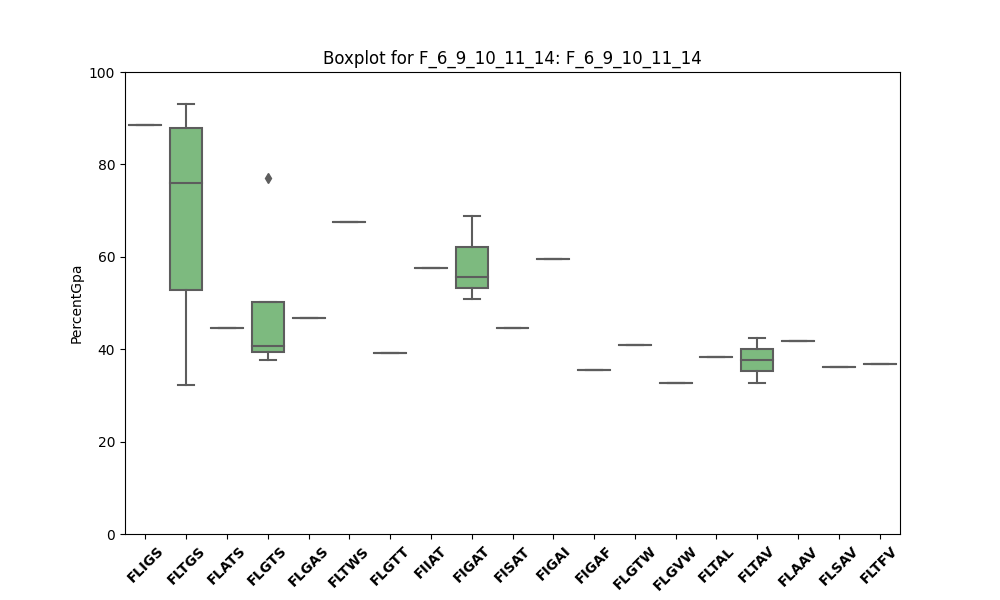 Boxplot for F_6_9_10_11_14: F_6_9_10_11_14
100
80
60
40
20
0
PercentGpa
FLIGS FLTGS FLATS FLGTS FLGAS FLTWS FLGTT FIIAT FIGAT FISAT FIGAI FIGAF FLGTW FLGVW FLTAL FLTAV FLAAV FLSAV FLTFV